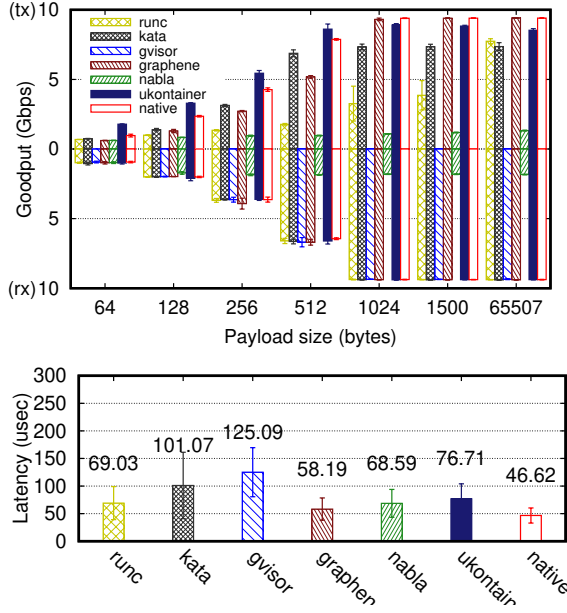 (tx) 10
runc
kata
gvisor
graphene
nabla
ukontainer
native
5
0
5
(rx) 10
Goodput (Gbps)
64 128 256 512 1024 1500 65507
Payload size (bytes)
300
250
200
150
100
50
0
Latency (usec)
69.03 101.07 125.09 58.19 68.59 76.71 46.62
runc kata gvisor graphen nabla ukontain native